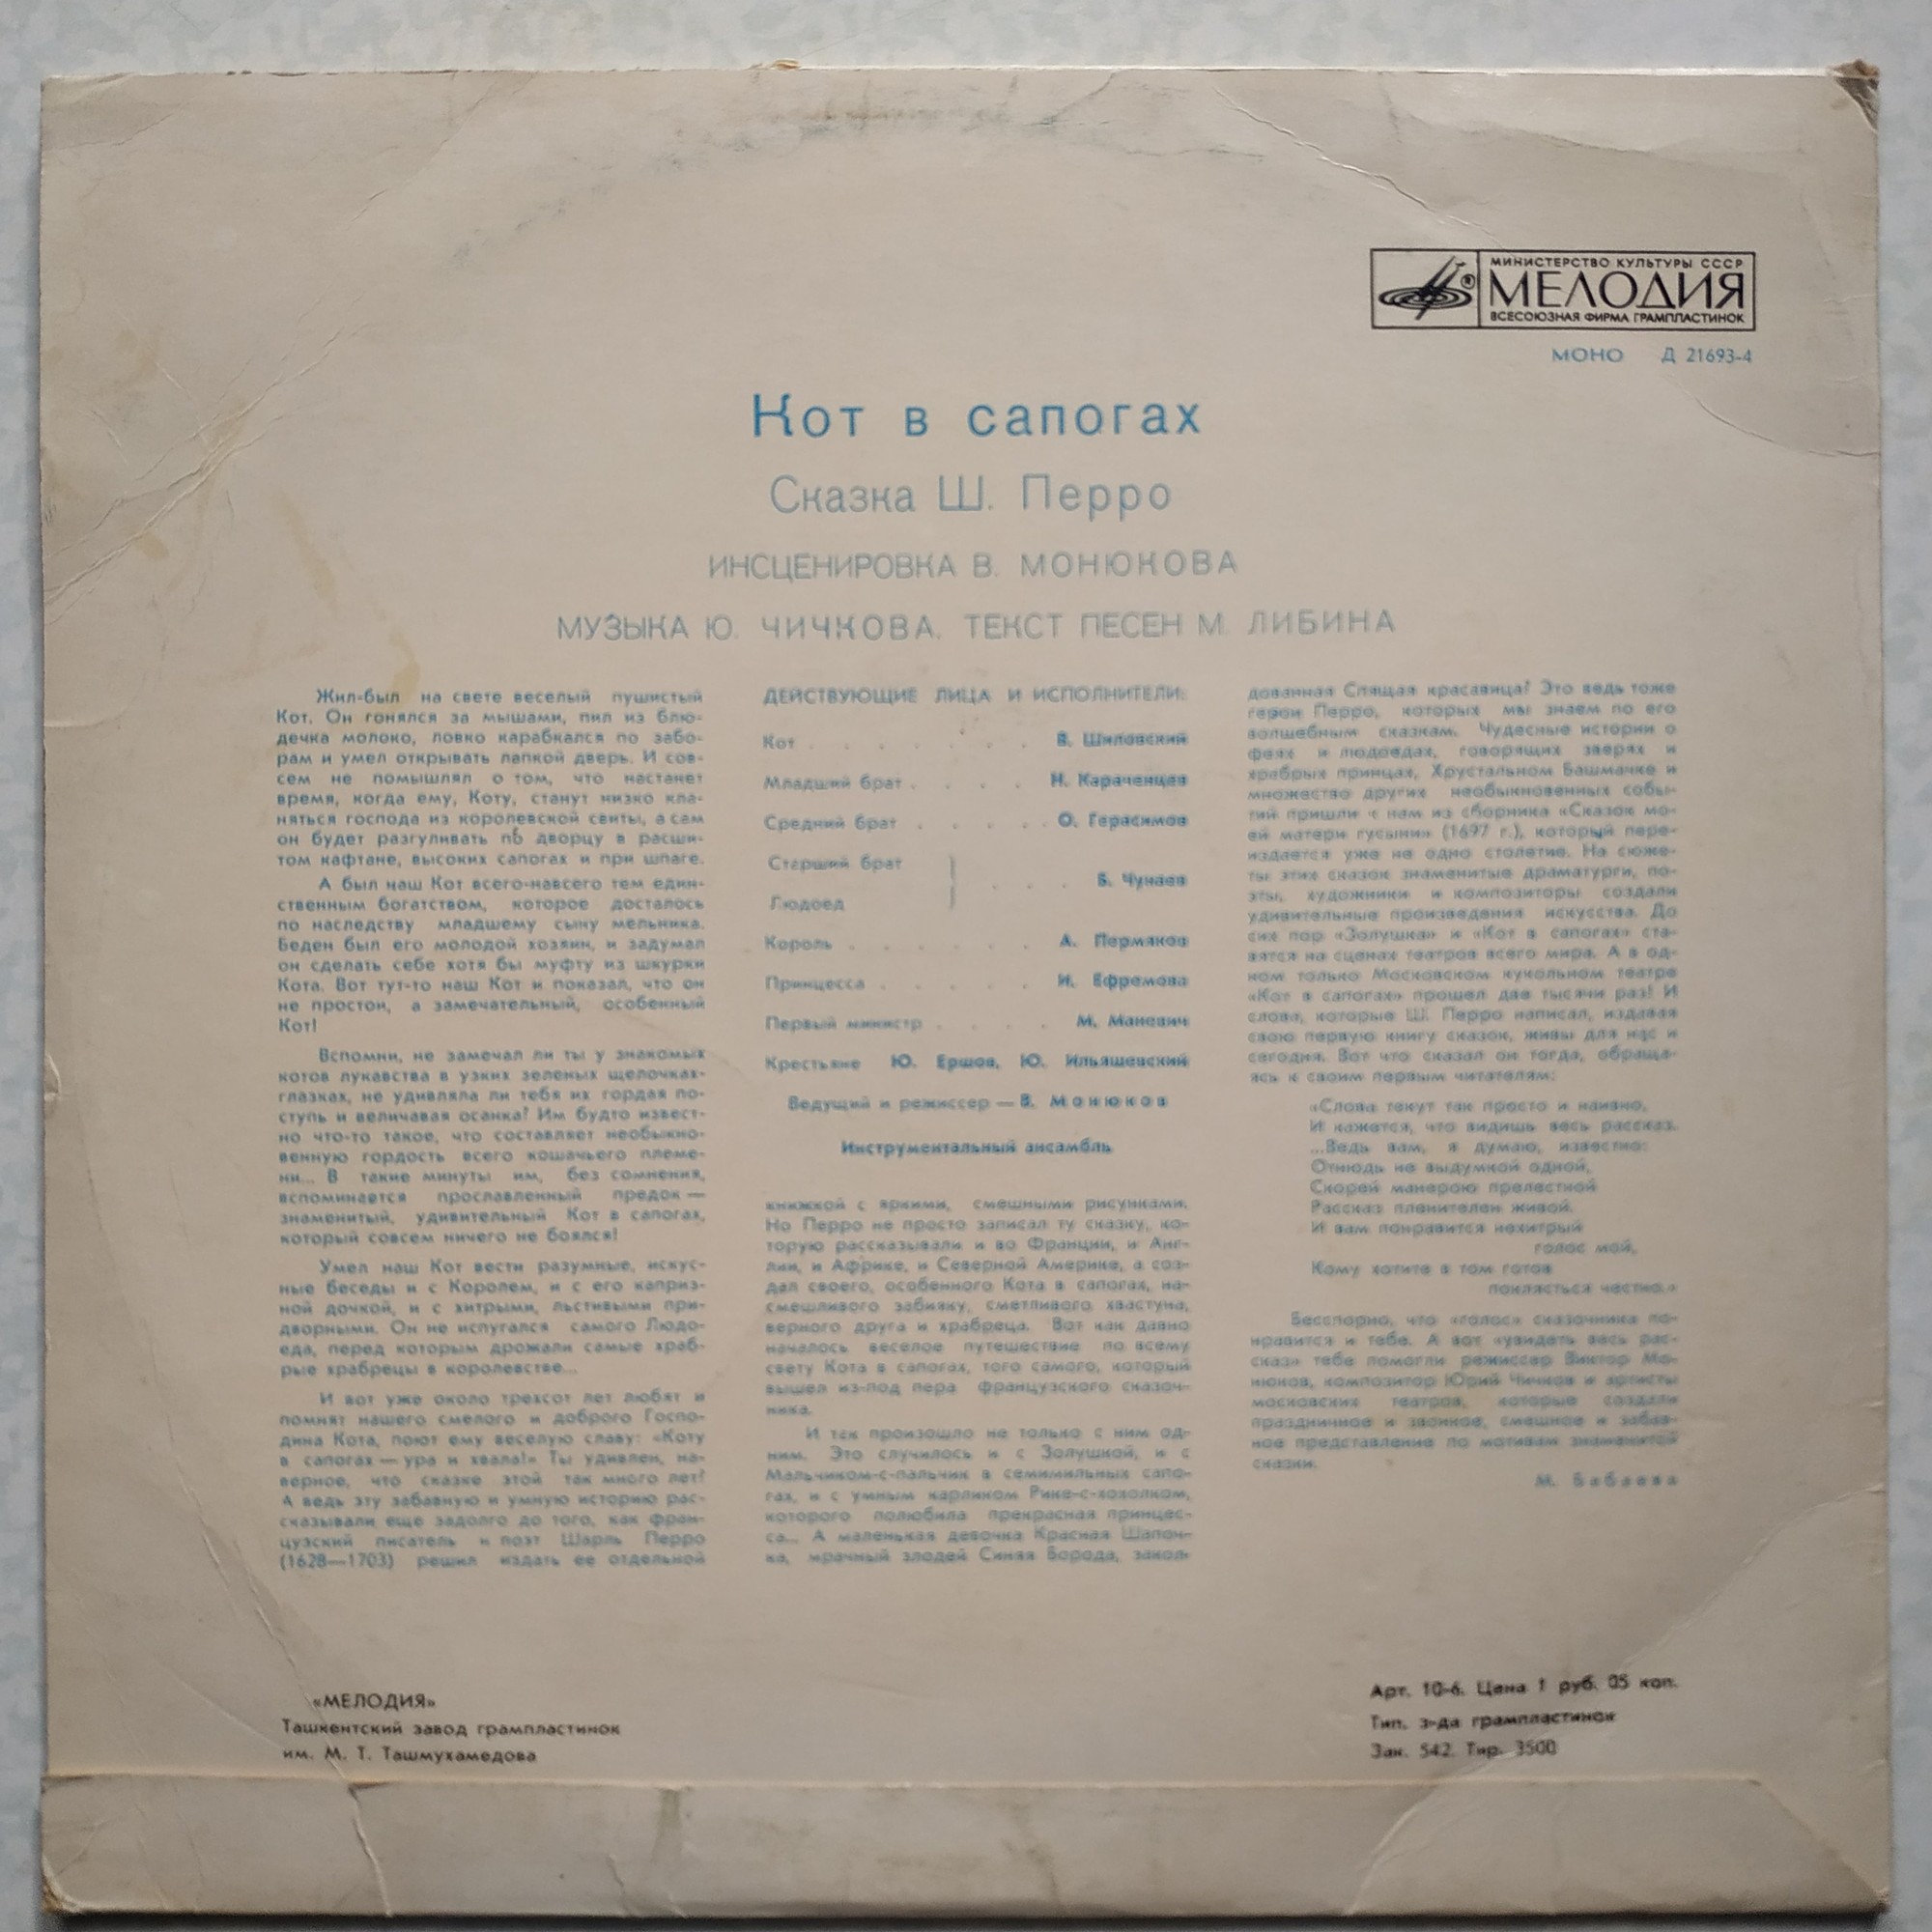 МИНИСТЕРСТВО КУЛЬТУРЫ СССР
МЕЛОДИЯ
ВСЕСОЮЗНАЯ ФИРМА ГРАМПЛАСТИНОК
МОНО Д 21693-4
Кот в сапогах
Сказка Ш. Перро
ИНСЦЕНИРОВКА В. МОНЮКОВА
МУЗЫКА Ю. ЧИЧКОВА. ТЕКСТ ПЕСЕН М. ЛИБИНА
Жил-был на свете веселый пушистый
Кот. Он гонялся за мышами, пил из блю-
дечка молоко, ловко карабкался по забо-
рам и умел открывать лапкой дверь. И сов-
сем не помышлял о том, что настанет
время, когда ему, Коту, станут низко кла-
няться господа из королевской свиты, а сам
он будет разгуливать по дворцу в расши-
том кафтане, высоких сапогах и при шпаге.
А был наш Кот всего-навсего тем един-
ственным богатством, которое досталось
по наследству младшему сыну мельника.
Беден был его молодой хозяин, и задумал
он сделать себе хотя бы муфту из шкурки
Кота. Вот тут-то наш Кот и показал, что он
не простой, а замечательный, особенный
Кот!
Вспомни, не замечал ли ты у знакомых
котов лукавства в узких зеленых щелочках-
глазках, не удивляла ли тебя их гордая по-
ступь и величавая осанка? Им будто извест-
но что-то такое, что составляет необыкно-
венную гордость всего кошачьего племе-
ни... В такие минуты им, без сомнения,
вспоминается прославленный предок —
знаменитый, удивительный Кот в сапогах,
который совсем ничего не боялся!
Умел наш Кот вести разумные, искус-
ные беседы и с Королем, и с его каприз-
ной дочкой, и с хитрыми, льстивыми при-
дворными. Он не испугался самого Людо-
еда, перед которым дрожали самые храб-
рые храбрецы в королевстве...
И вот уже около трехсот лет любят и
помнят нашего смелого и доброго Госпо-
дина Кота, поют ему веселую славу: «Коту
в сапогах — ура и хвала!» Ты удивлен, на-
верное, что сказке этой так много лет?
А ведь эту забавную и умную историю рас-
сказывали еще задолго до того, как фран-
цузский писатель и поэт Шарль Перро
(1628—1703) решил издать ее отдельной
ДЕЙСТВУЮЩИЕ ЛИЦА И ИСПОЛНИТЕЛИ:
Кот . . . . . . . В. Шиловский
Младший брат . . . . Н. Караченцев
Средний брат . . . . . О. Герасимов
Старший брат
Людоед } . . . Б. Чунаев
Король . . . . . . . А. Пермяков
Принцесса . . . . . И. Ефремова
Первый министр . . . . М. Маневич
Крестьяне Ю. Ершов, Ю. Ильяшевский
Ведущий и режиссер — В. Монюков
Инструментальный ансамбль
книжкой с яркими, смешными рисунками.
Но Перро не просто записал ту сказку, ко-
торую рассказывали и во Франции, и Анг-
лии, и Африке, и Северной Америке, а соз-
дал своего, особенного Кота в сапогах, на-
смешливого забияку, сметливого хвастуна,
верного друга и храбреца. Вот как давно
началось веселое путешествие по всему
свету Кота в сапогах, того самого, который
вышел из-под пера французского сказоч-
ника.
И так произошло не только с ним од-
ним. Это случилось и с Золушкой, и с
Мальчиком-с-пальчик в семимильных сапо-
гах, и с умным карликом Рике-с-хохолком,
которого полюбила прекрасная принцес-
са... А маленькая девочка Красная Шапоч-
ка, мрачный злодей Синяя Борода, закол-
дованная Спящая красавица? Это ведь тоже
герои Перро, которых мы знаем по его
волшебным сказкам. Чудесные истории о
феях и людоедах, говорящих зверях и
храбрых принцах, Хрустальном Башмачке и
множество других необыкновенных собы-
тий пришли к нам из сборника «Сказок мо-
ей матери гусыни» (1697 г.), который пере-
издается уже не одно столетие. На сюже-
ты этих сказок знаменитые драматурги, по-
эты, художники и композиторы создали
удивительные произведения искусства. До
сих пор «Золушка» и «Кот в сапогах» ста-
вятся на сценах театров всего мира. А в од-
ном только Московском кукольном театре
«Кот в сапогах» прошел две тысячи раз! И
слова, которые Ш. Перро написал, издавая
свою первую книгу сказок, живы для нас и
сегодня. Вот что сказал он тогда, обраща-
ясь к своим первым читателям:
«Слова текут так просто и наивно,
И кажется, что видишь весь рассказ.
...Ведь вам, я думаю, известно:
Отнюдь не выдумкой одной,
Скорей манерою прелестной
Рассказ пленителен живой.
И вам понравится нехитрый
голос мой,
Кому хотите в том готов
поклясться честно.»
Бесспорно, что «голос» сказочника по-
нравится и тебе. А вот «увидеть весь рас-
сказ» тебе помогли режиссер Виктор Мо-
нюков, композитор Юрий Чичков и артисты
московских театров, которые создали
праздничное и звонкое, смешное и забав-
ное представление по мотивам знаменитой
сказки.
М. Бабаева
«МЕЛОДИЯ»
Ташкентский завод грампластинок
им. М. Т. Ташмухамедова
Арт. 10-6. Цена 1 руб. 05 коп.
Тип. з-да грампластинок
Зак. 542. Тир. 3500